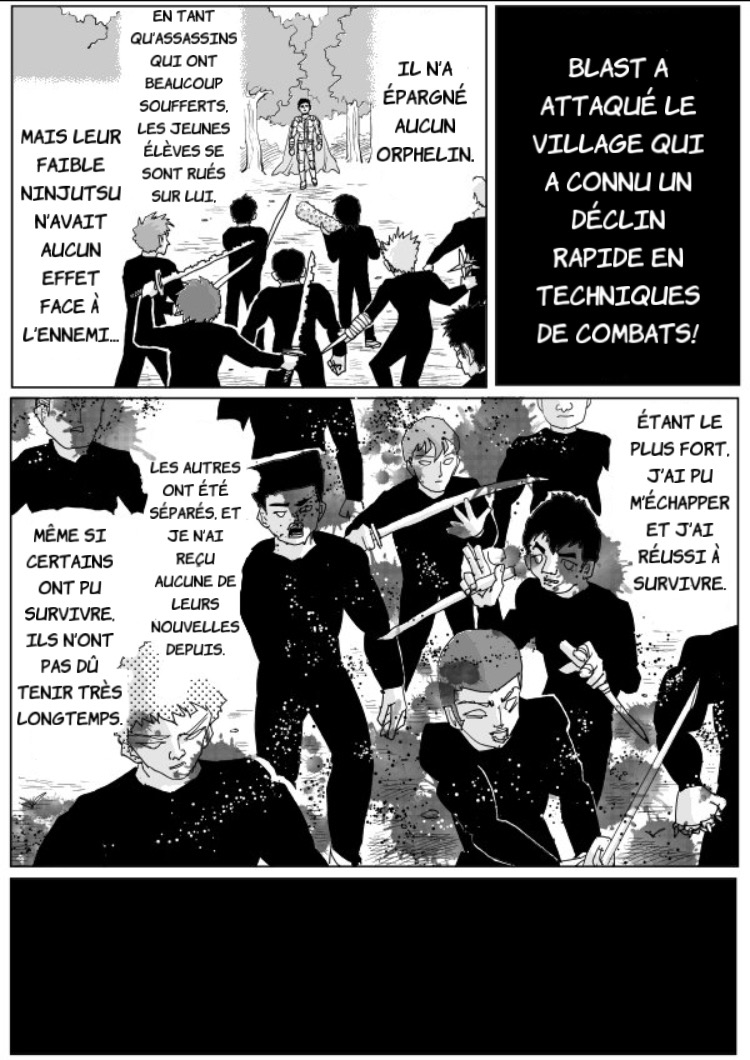 BLAST A
ATTAQUÉ LE
VILLAGE QUI
A CONNU UN
DÉCLIN
RAPIDE EN
TECHNIQUES
DE COMBATS!
IL N'A
ÉPARGNÉ
AUCUN
ORPHELIN.
EN TANT
QU'ASSASSINS
QUI ONT
BEAUCOUP
SOUFFERTS,
LES JEUNES
ÉLÈVES SE
SONT RUÉS
SUR LUI,
MAIS LEUR
FAIBLE
NINJUTSU
N'AVAIT
AUCUN
EFFET
FACE À
L'ENNEMI...
ÉTANT LE
PLUS FORT,
J'AI PU
M'ÉCHAPPER
ET J'AI
RÉUSSI À
SURVIVRE.
LES AUTRES
ONT ÉTÉ
SÉPARÉS, ET
JE N'AI
REÇU
AUCUNE DE
LEURS
NOUVELLES
DEPUIS.
MÊME SI
CERTAINS
ONT PU
SURVIVRE,
ILS N'ONT
PAS DÛ
TENIR TRÈS
LONGTEMPS.